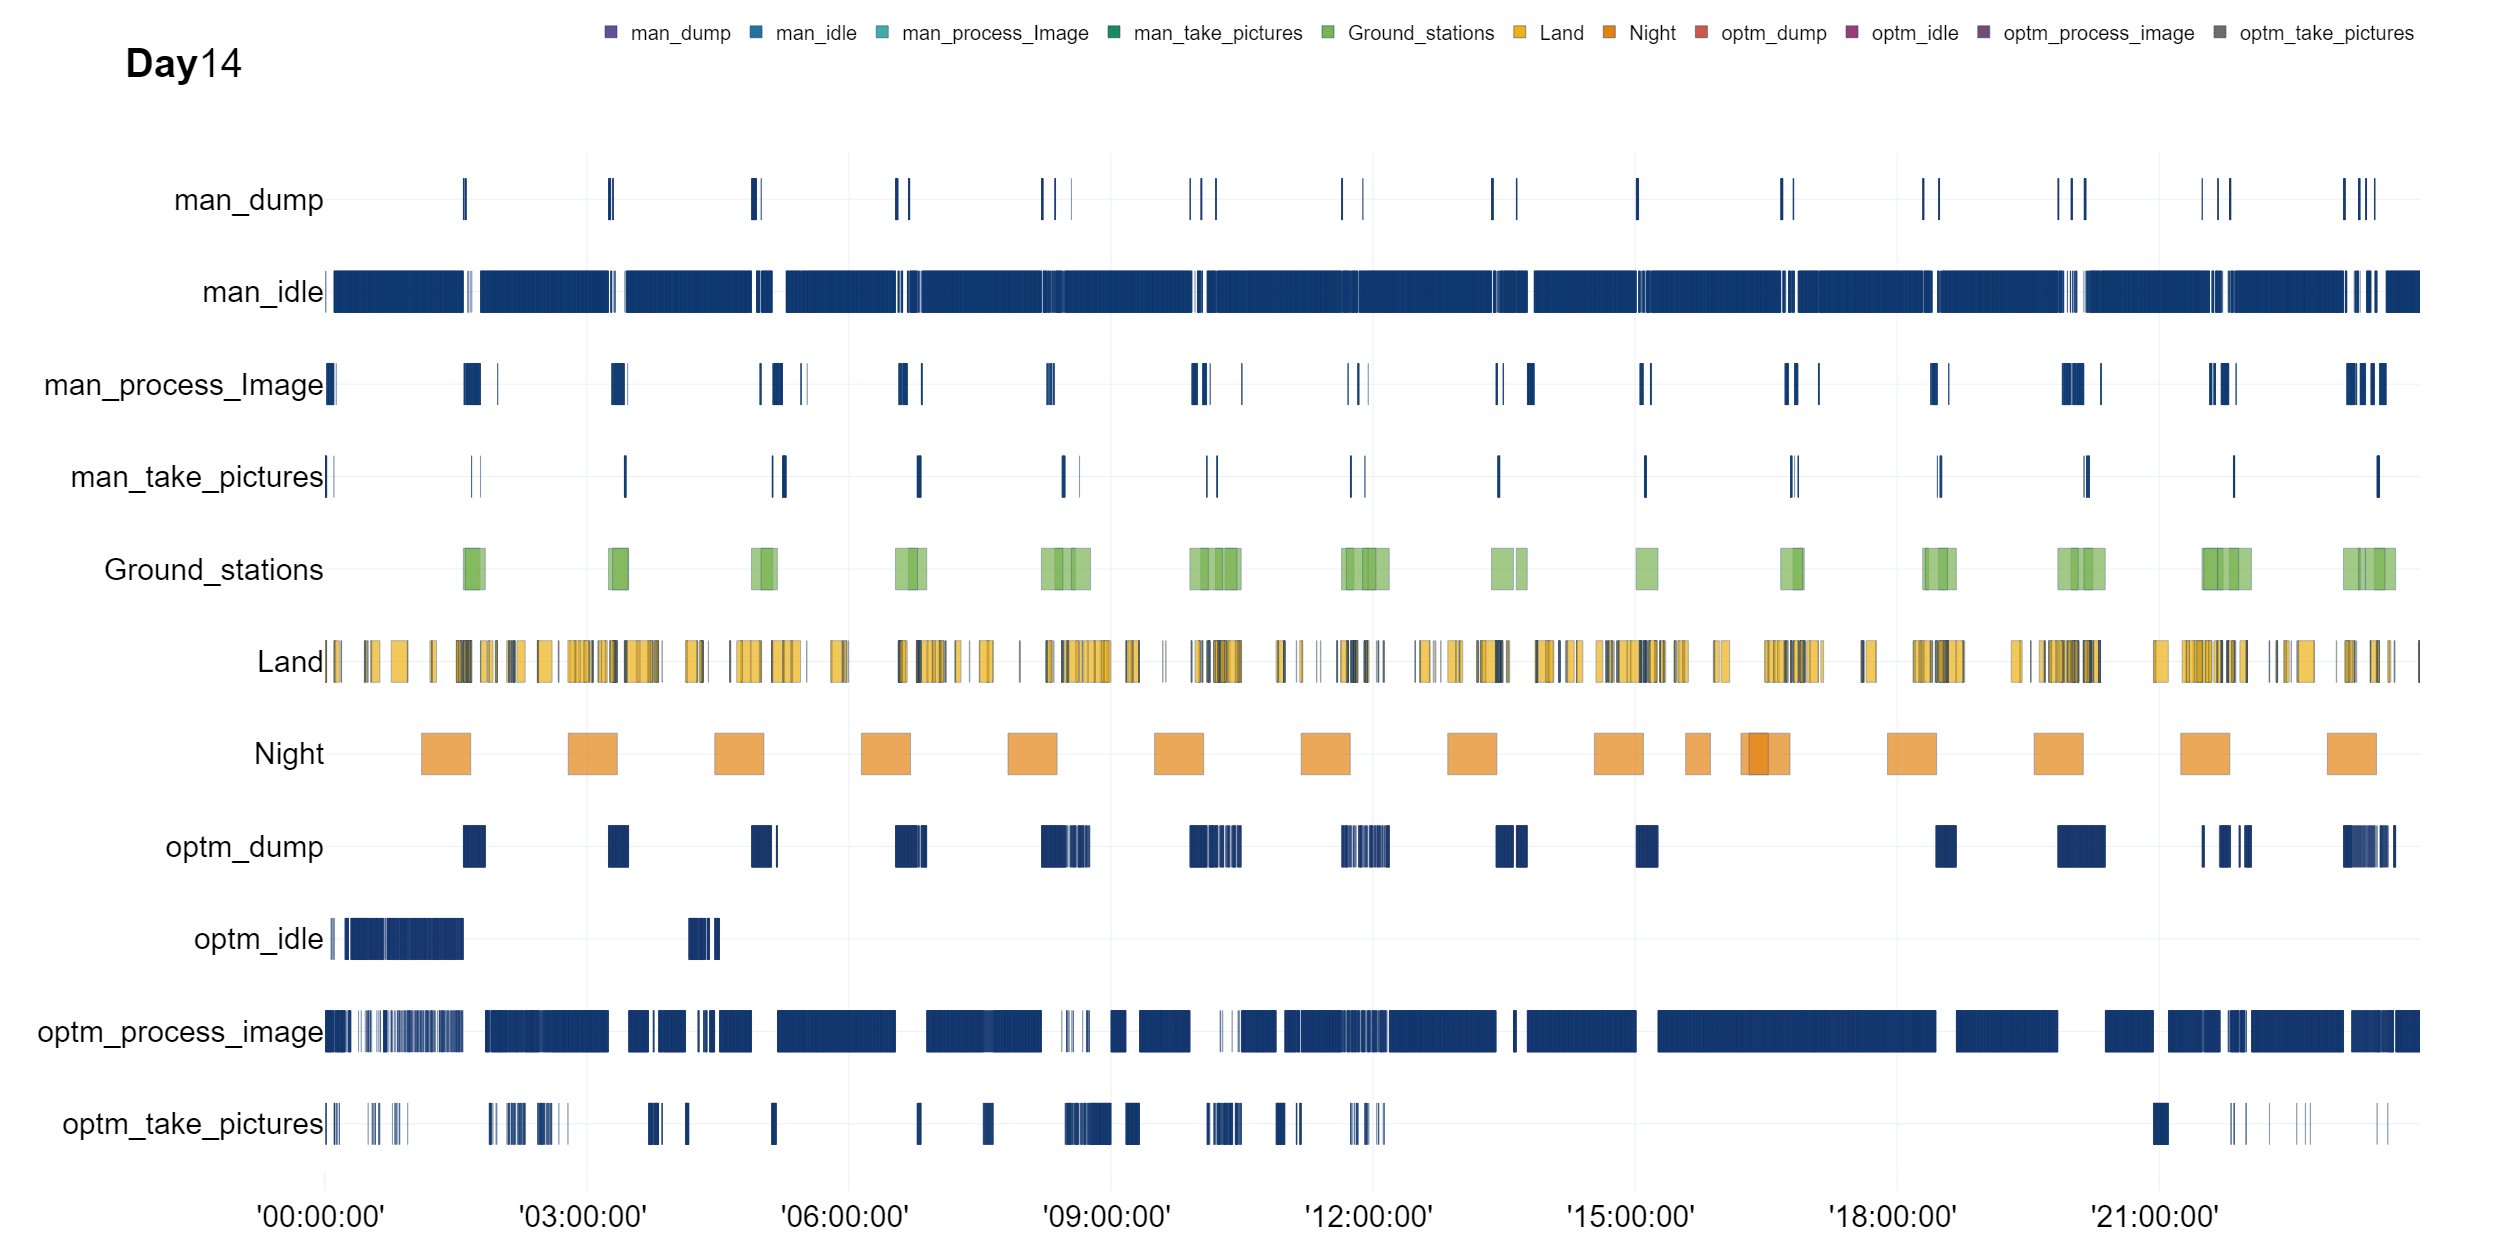 man_dump man_idle man_process_Image man_take_pictures Ground_stations Land Night optm_dump optm_idle optm_process_image optm_take_pictures
Day14
man_dump
man_idle
man_process_Image
man_take_pictures
Ground_stations
Land
Night
optm_dump
optm_idle
optm_process_image
optm_take_pictures
'00:00:00' '03:00:00' '06:00:00' '09:00:00' '12:00:00' '15:00:00' '18:00:00' '21:00:00'